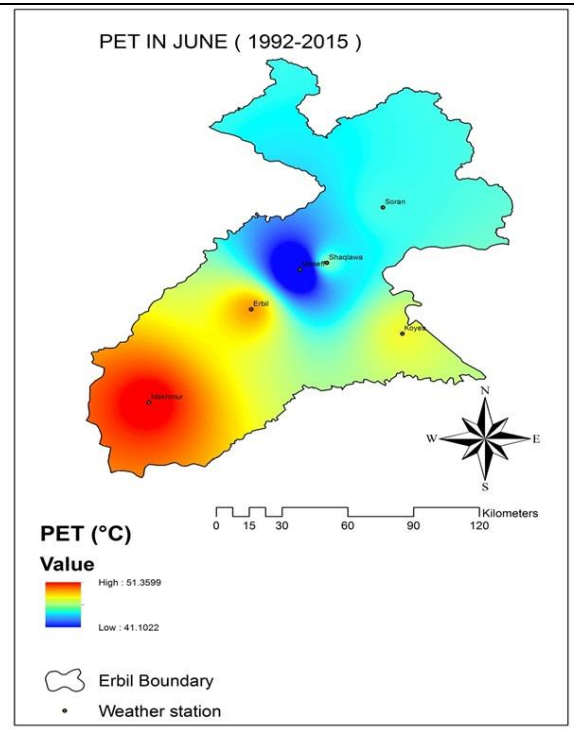 PET IN JUNE ( 1992-2015 )
Soran
Shaqlawa
Erbil
Koyea
Makhmur
N
W
E
S
Kilometers
0 15 30 60 90 120
PET (°C)
Value
High : 51.3599
Low : 41.1022
Erbil Boundary
Weather station